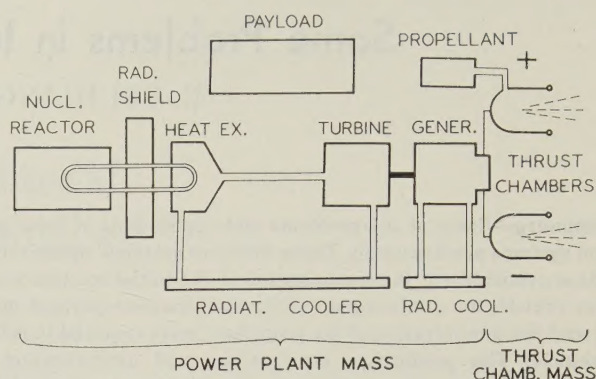 PAYLOAD
PROPELLANT
+
RAD.
SHIELD
NUCL.
REACTOR
HEAT EX.
TURBINE
GENER.
THRUST
CHAMBERS
–
RADIAT. COOLER
RAD. COOL.
POWER PLANT MASS
THRUST
CHAMB. MASS